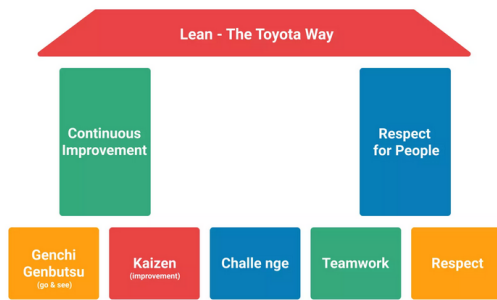 Lean - The Toyota Way
Continuous
Improvement
Respect
for People
Genchi
Genbutsu
(go & see)
Kaizen
(improvement)
Challe nge
Teamwork
Respect